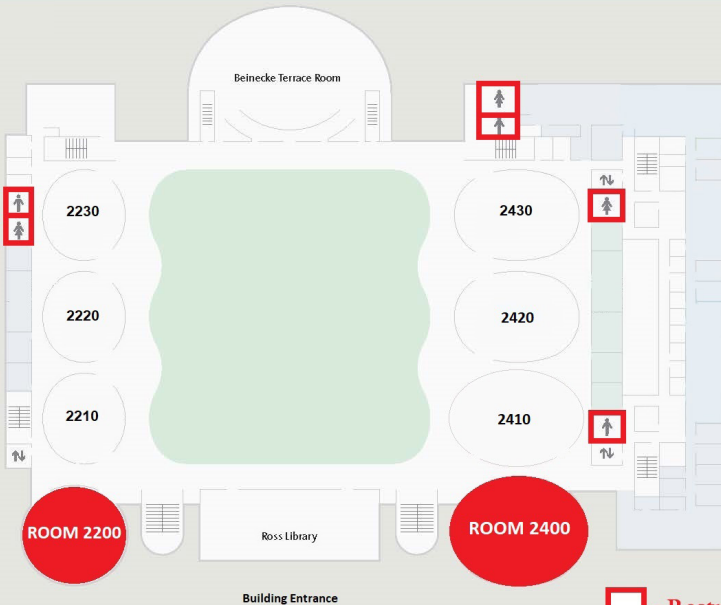 Beinecke Terrace Room
2230
2430
2220
2420
2210
2410
ROOM 2200
ROOM 2400
Ross Library
Building Entrance